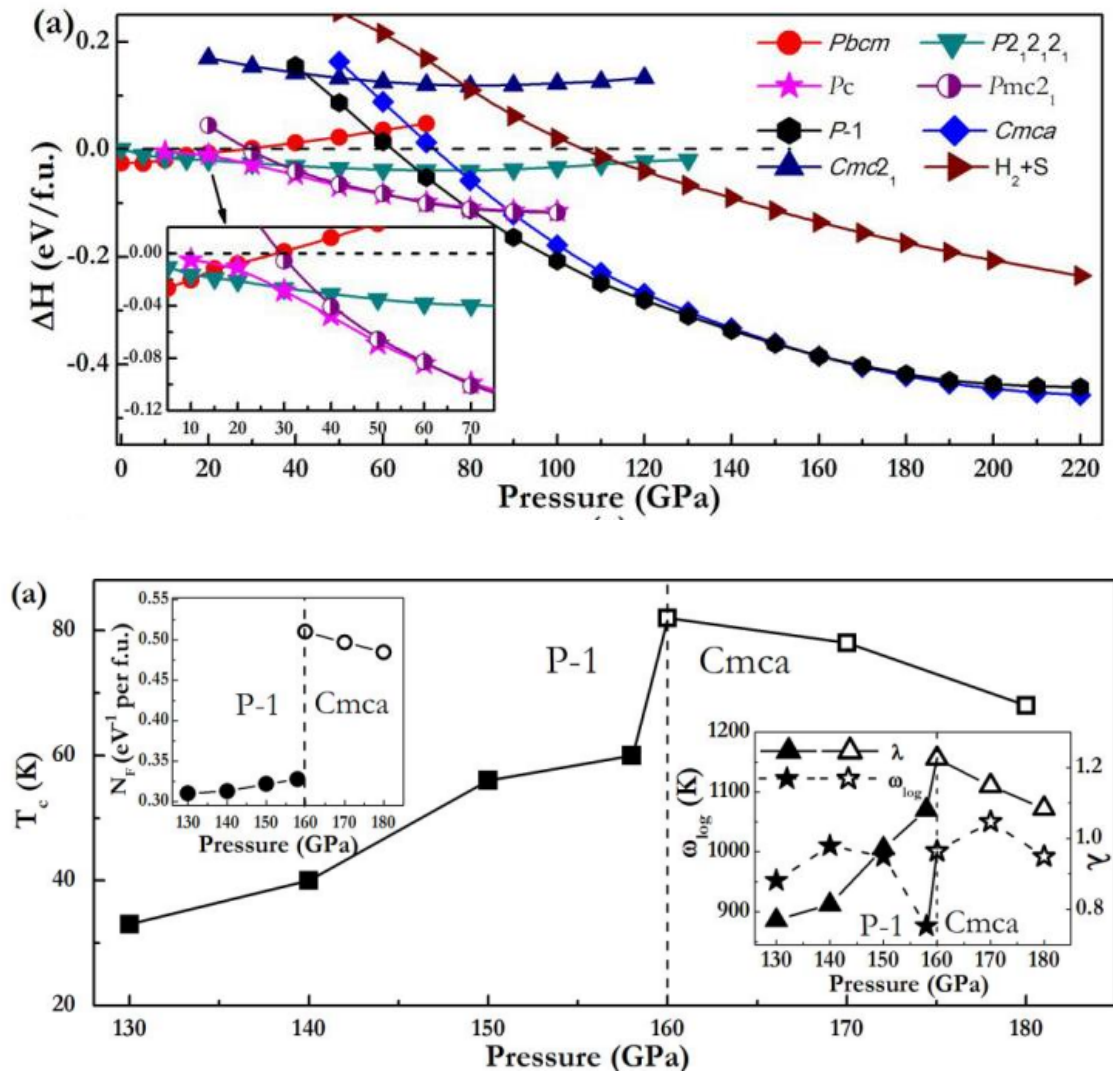 (a)
ΔH (eV/f.u.)
0.2
0.0
-0.2
-0.4
Pbcm
P2₁2₁2₁
Pc
Pmc2₁
P-1
Cmca
Cmc2₁
H₂+S
-0.00
-0.04
-0.08
-0.12
10 20 30 40 50 60 70
0 20 40 60 80 100 120 140 160 180 200 220
Pressure (GPa)
(a)
T_c (K)
80
60
40
20
N_F (eV⁻¹ per f.u.)
0.55
0.50
0.45
0.40
0.35
0.30
P-1
Cmca
130 140 150 160 170 180
Pressure (GPa)
P-1
Cmca
ω_log (K)
1200
1100
1000
900
λ
ω_log
1.2
1.0
0.8
λ
P-1
Cmca
130 140 150 160 170 180
Pressure (GPa)
130 140 150 160 170 180
Pressure (GPa)